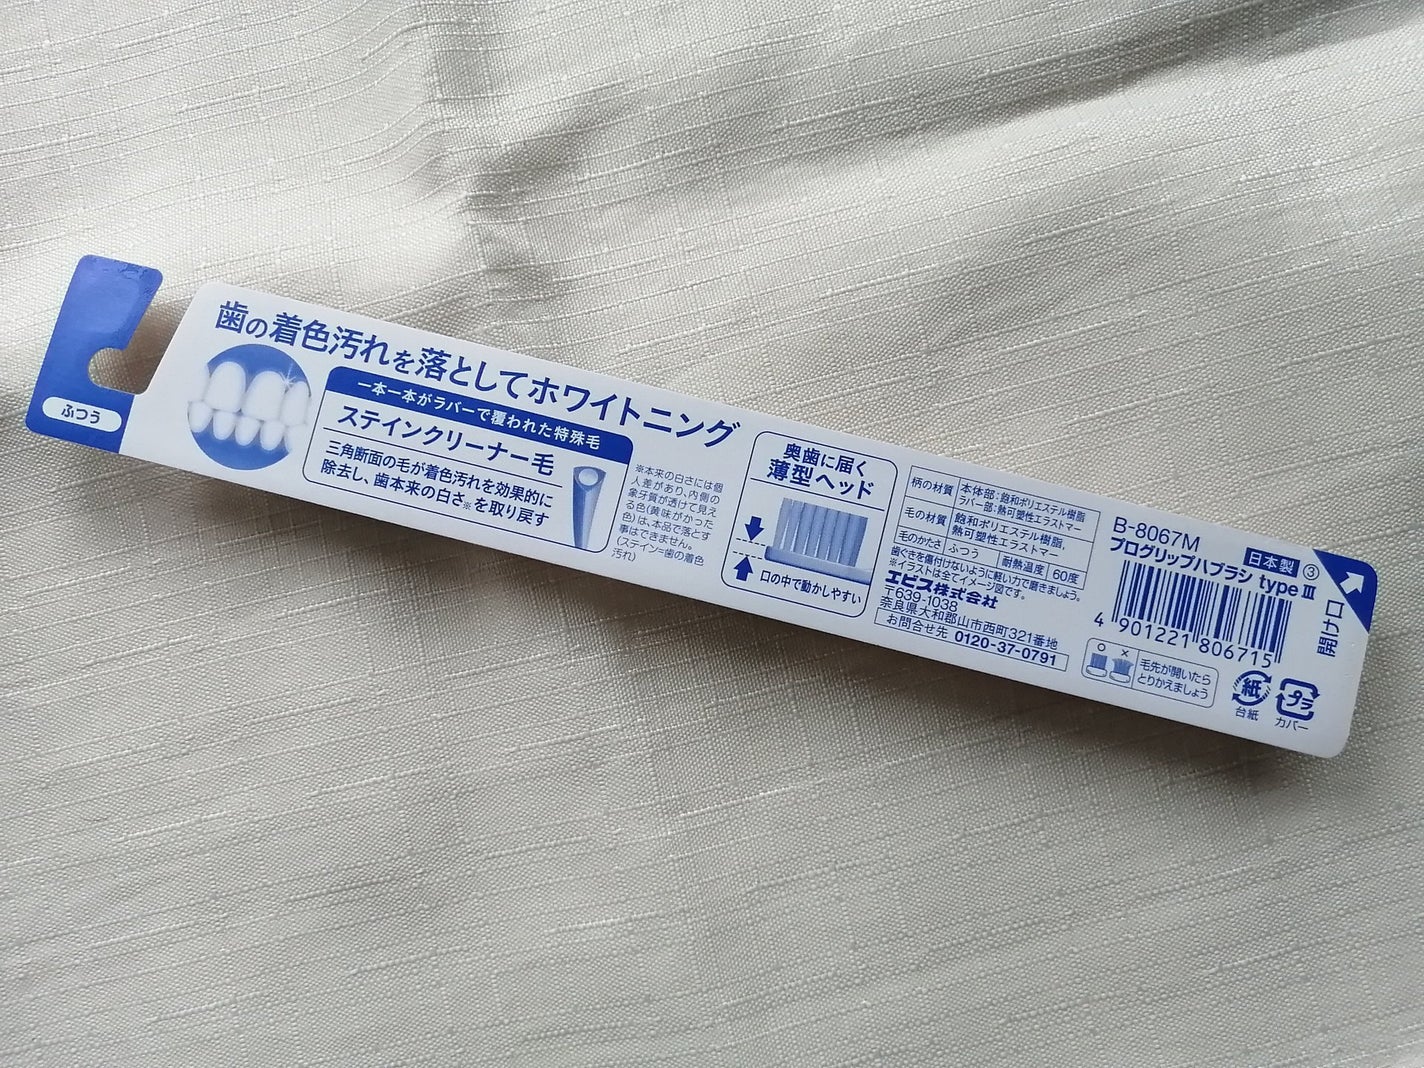 ふつう
歯の着色汚れを落としてホワイトニング
一本一本がラバーで覆われた特殊毛
ステインクリーナー毛
三角断面の毛が着色汚れを効果的に
除去し、歯本来の白さ※を取り戻す
※本来の白さには個
人差があり、内側の
象牙質が透けて見え
る色(黄味がかった
色)は、本品で落とす
事はできません。
(ステイン=歯の着色
汚れ)
奥歯に届く
薄型ヘッド
口の中で動かしやすい
柄の材質 本体部:飽和ポリエステル樹脂
ラバー部:熱可塑性エラストマー
毛の材質 飽和ポリエステル樹脂,
熱可塑性エラストマー
毛のかたさ ふつう 耐熱温度 60度
歯ぐきを傷付けないように軽い力で磨きましょう。
※イラストは全てイメージ図です。
エビス株式会社
〒639-1038
奈良県大和郡山市西町321番地
お問合せ先 0120-37-0791
B-8067M
日本製 ③
プログリップハブラシ type Ⅲ
4 901221 806715
○ ×
毛先が開いたら
とりかえましょう
紙
台紙
プラ
カバー
開け口